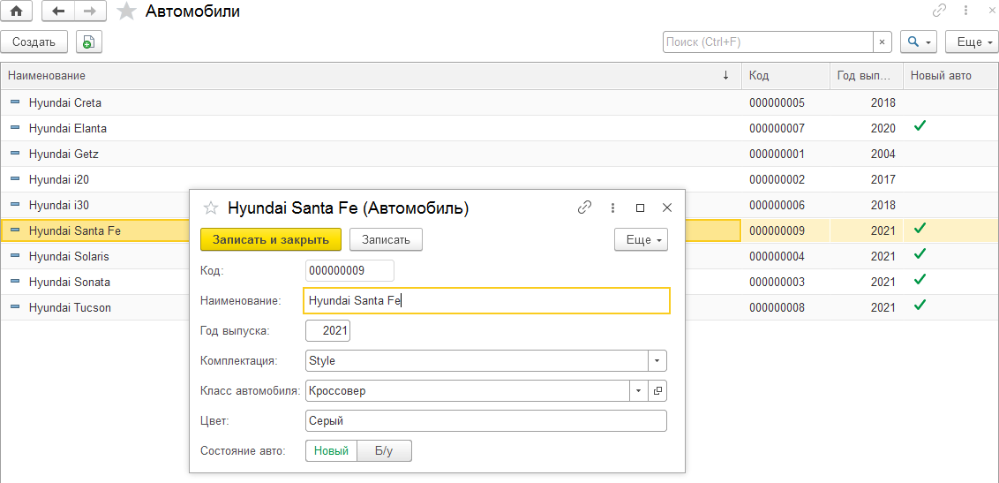 Автомобили
Создать Поиск (Ctrl+F) Еще
Наименование Код Год вып... Новый авто
Hyundai Creta 000000005 2018
Hyundai Elanta 000000007 2020
Hyundai Getz 000000001 2004
Hyundai i20 000000002 2017
Hyundai i30 000000006 2018
Hyundai Santa Fe 000000009 2021
Hyundai Solaris 000000004 2021
Hyundai Sonata 000000003 2021
Hyundai Tucson 000000008 2021
Hyundai Santa Fe (Автомобиль)
Записать и закрыть Записать Еще
Код: 000000009
Наименование: Hyundai Santa Fe
Год выпуска: 2021
Комплектация: Style
Класс автомобиля: Кроссовер
Цвет: Серый
Состояние авто: Новый Б/у